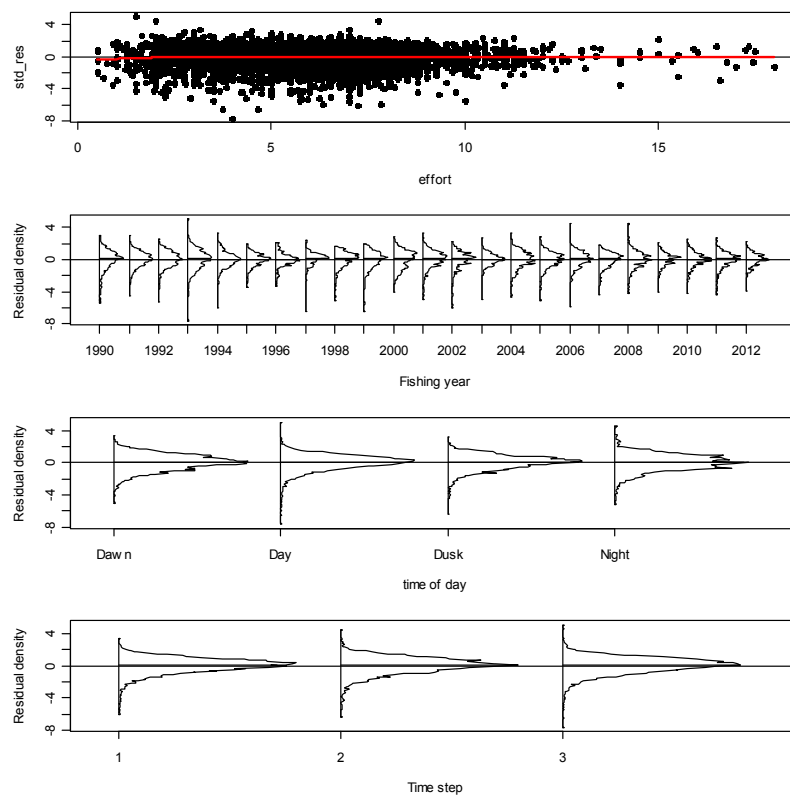 4
0
-4
-8
std_res
0
5
10
15
effort
4
0
-4
-8
Residual density
1990
1992
1994
1996
1998
2000
2002
2004
2006
2008
2010
2012
Fishing year
4
0
-4
-8
Residual density
Dawn
Day
Dusk
Night
time of day
4
0
-4
-8
Residual density
1
2
3
Time step